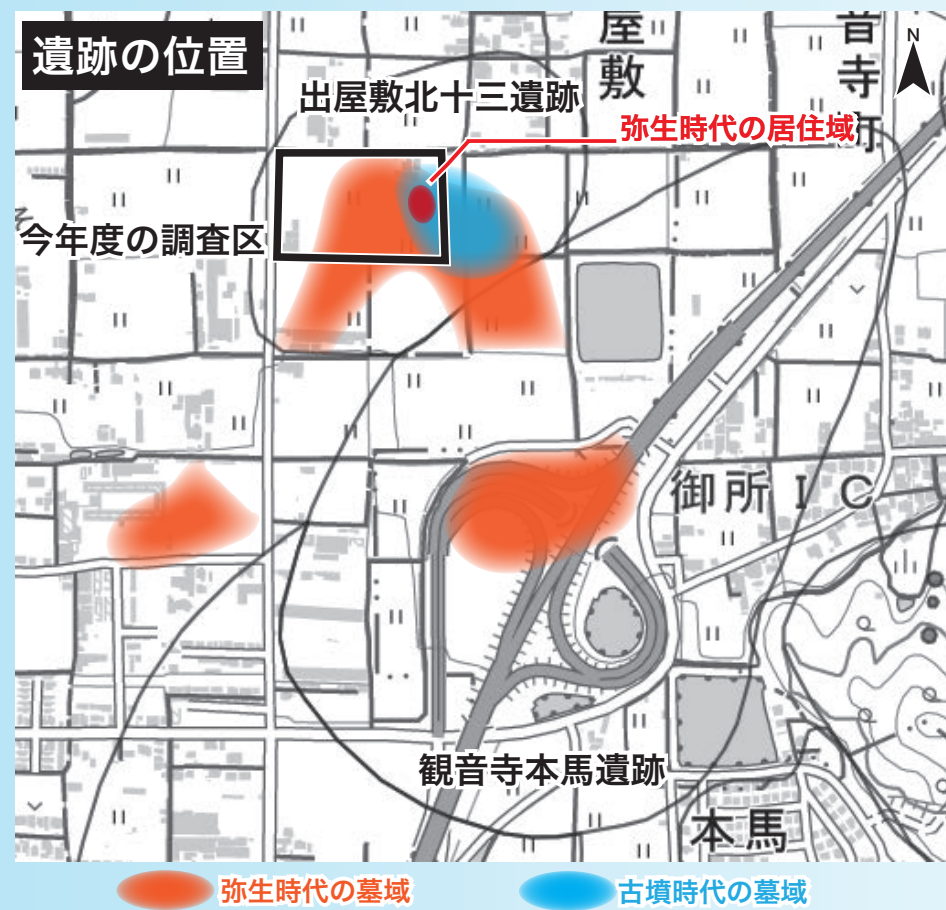 遺跡の位置
屋敷
音寺町
N
出屋敷北十三遺跡
弥生時代の居住域
今年度の調査区
御所IC
観音寺本馬遺跡
本馬
弥生時代の墓域
古墳時代の墓域